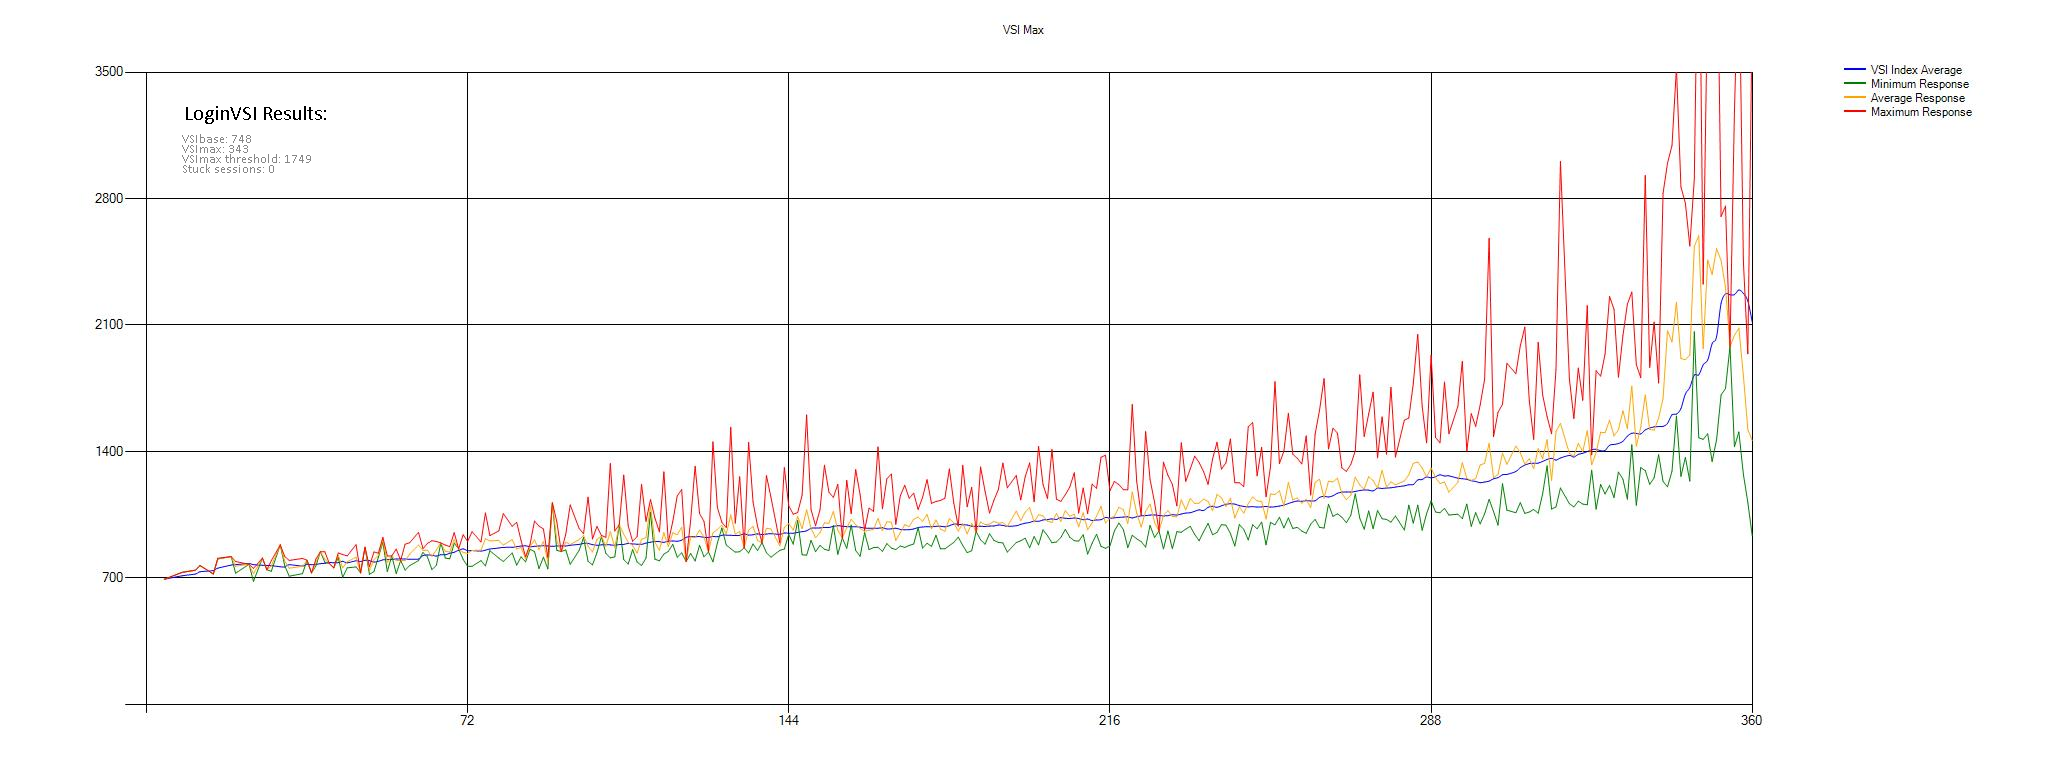 VSI Max
3500
2800
2100
1400
700
72
144
216
288
360
LoginVSI Results:
VSIbase: 748
VSImax: 343
VSImax threshold: 1749
Stuck sessions: 0
VSI Index Average
Minimum Response
Average Response
Maximum Response